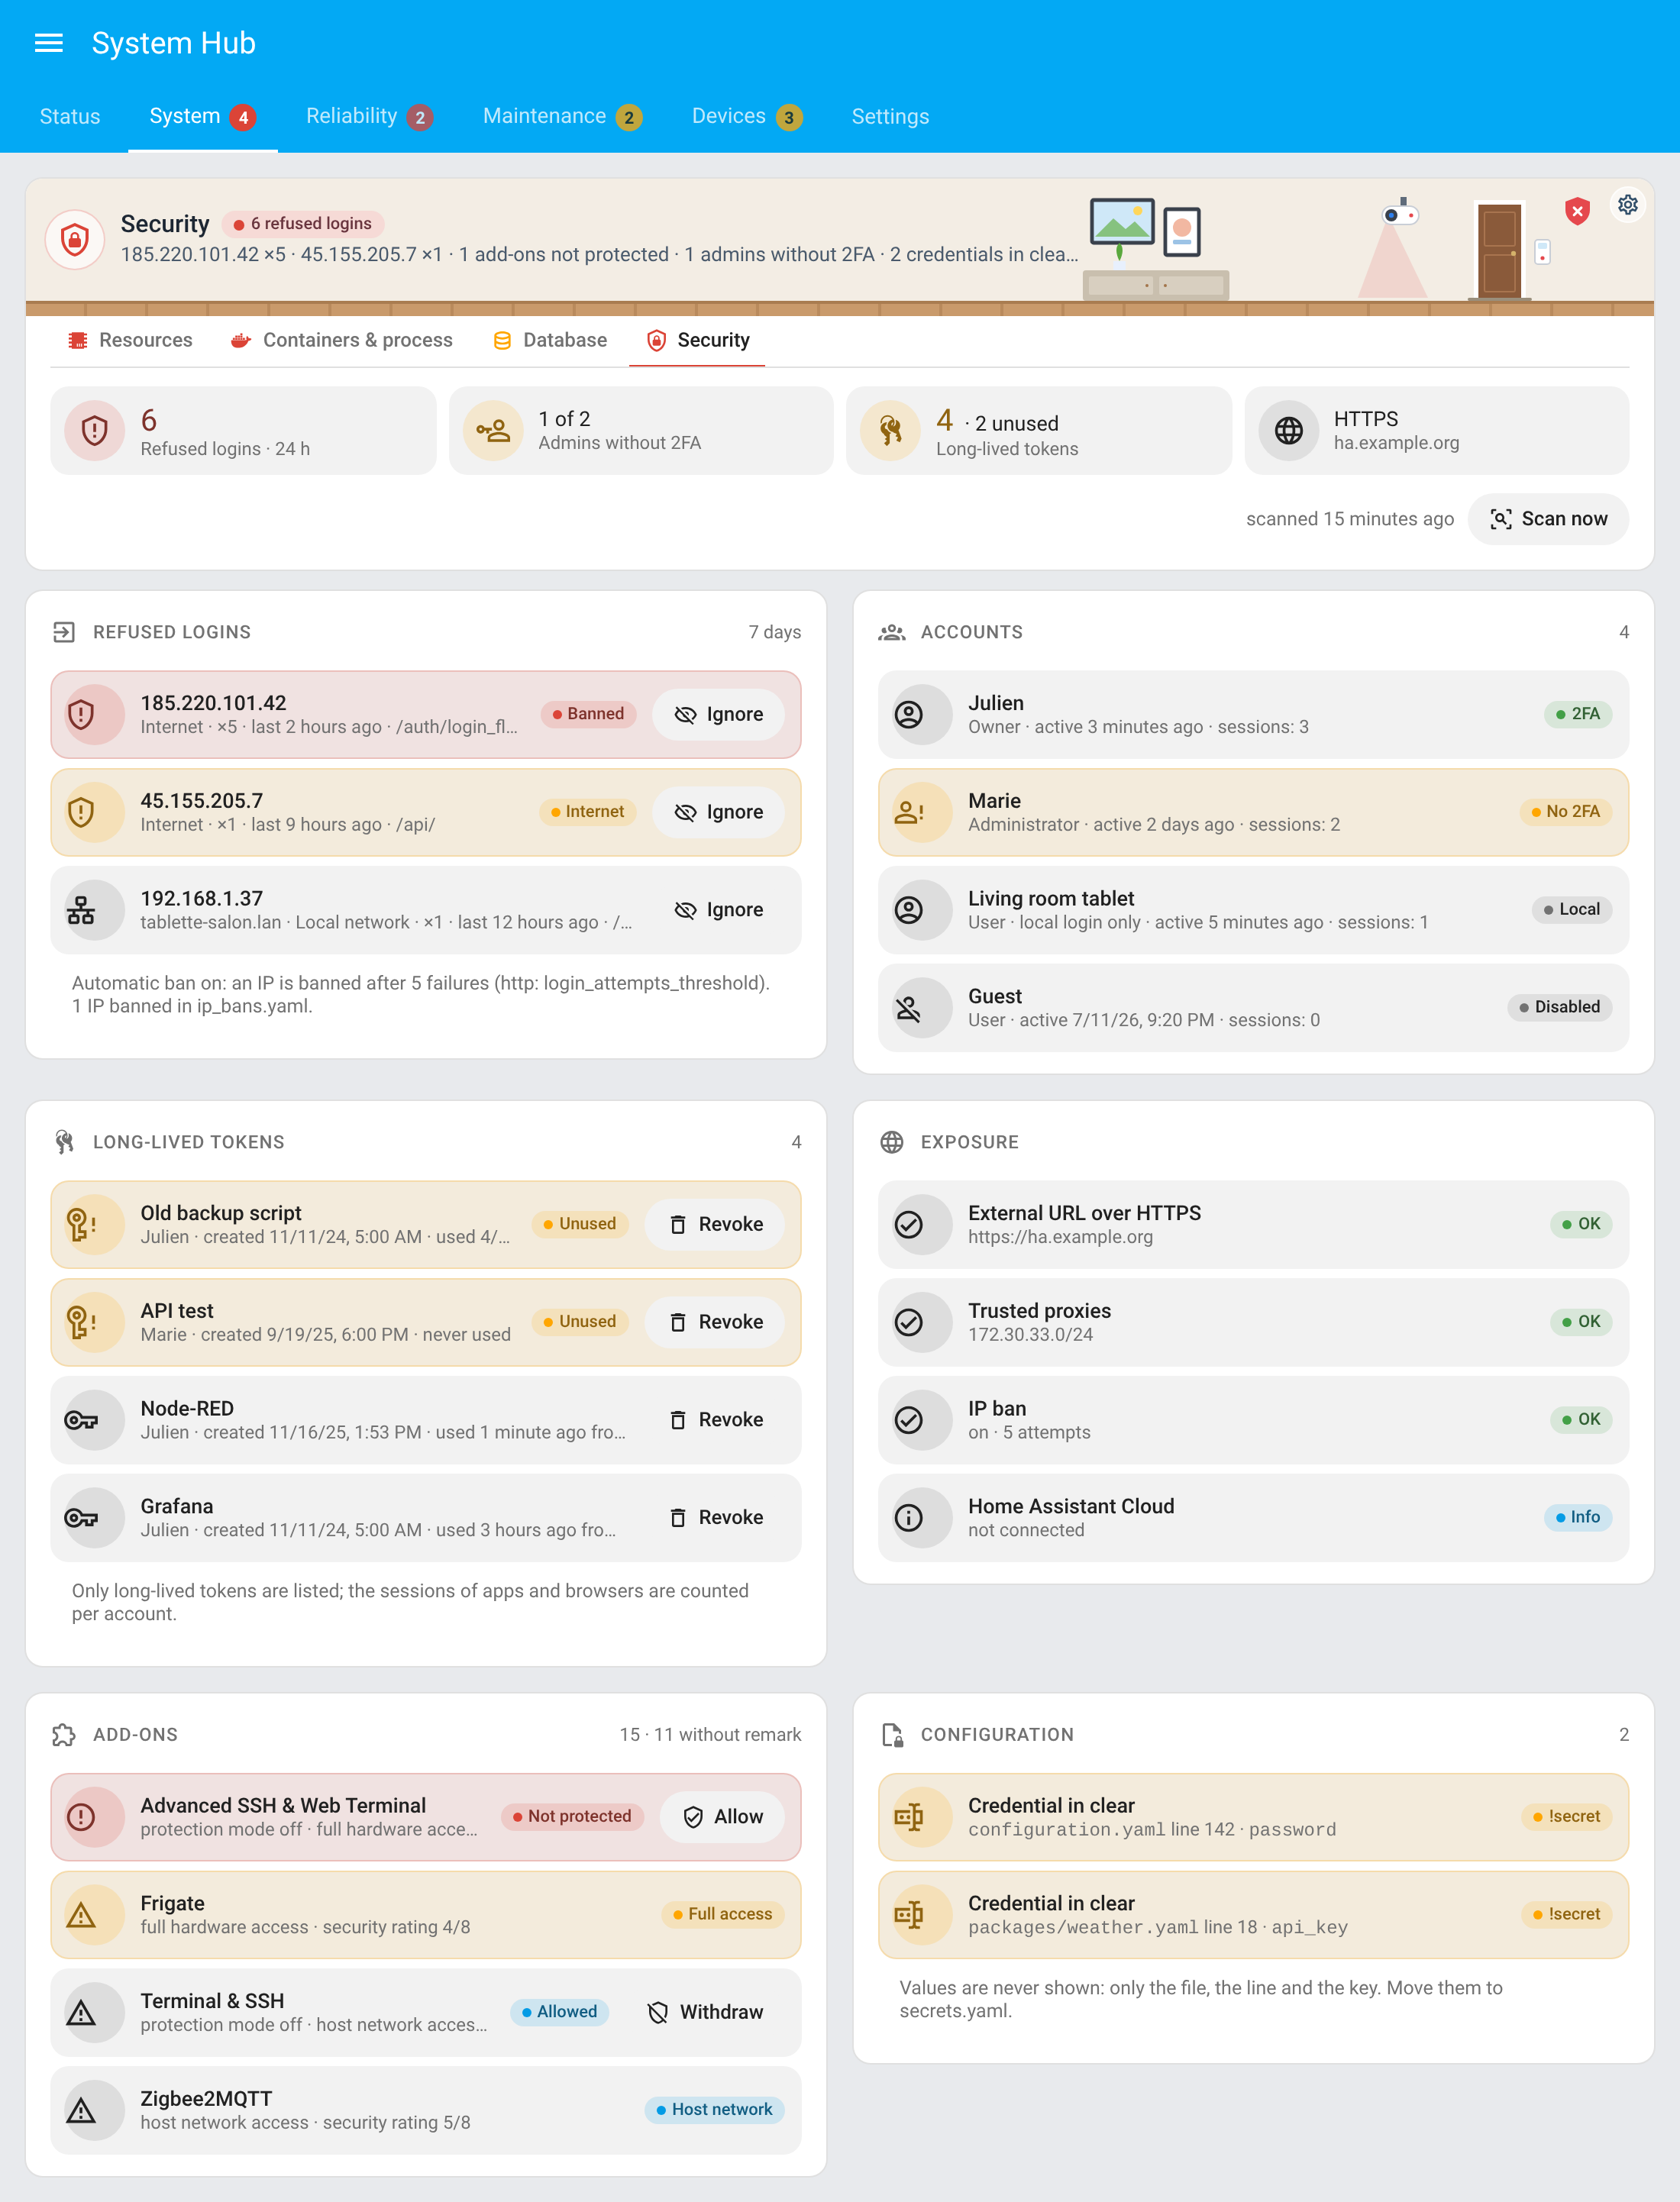 System Hub
Status
System 4
Reliability 2
Maintenance 2
Devices 3
Settings
Security
6 refused logins
185.220.101.42 ×5 · 45.155.205.7 ×1 · 1 add-ons not protected · 1 admins without 2FA · 2 credentials in clea...
Resources
Containers & process
Database
Security
6
Refused logins · 24 h
1 of 2
Admins without 2FA
4 · 2 unused
Long-lived tokens
HTTPS
ha.example.org
scanned 15 minutes ago
Scan now
REFUSED LOGINS
7 days
185.220.101.42
Internet · ×5 · last 2 hours ago · /auth/login_fl...
Banned
Ignore
45.155.205.7
Internet · ×1 · last 9 hours ago · /api/
Internet
Ignore
192.168.1.37
tablette-salon.lan · Local network · ×1 · last 12 hours ago · /...
Ignore
Automatic ban on: an IP is banned after 5 failures (http: login_attempts_threshold).
1 IP banned in ip_bans.yaml.
ACCOUNTS
4
Julien
Owner · active 3 minutes ago · sessions: 3
2FA
Marie
Administrator · active 2 days ago · sessions: 2
No 2FA
Living room tablet
User · local login only · active 5 minutes ago · sessions: 1
Local
Guest
User · active 7/11/26, 9:20 PM · sessions: 0
Disabled
LONG-LIVED TOKENS
4
Old backup script
Julien · created 11/11/24, 5:00 AM · used 4/...
Unused
Revoke
API test
Marie · created 9/19/25, 6:00 PM · never used
Unused
Revoke
Node-RED
Julien · created 11/16/25, 1:53 PM · used 1 minute ago fro...
Revoke
Grafana
Julien · created 11/11/24, 5:00 AM · used 3 hours ago fro...
Revoke
Only long-lived tokens are listed; the sessions of apps and browsers are counted
per account.
EXPOSURE
External URL over HTTPS
https://ha.example.org
OK
Trusted proxies
172.30.33.0/24
OK
IP ban
on · 5 attempts
OK
Home Assistant Cloud
not connected
Info
ADD-ONS
15 · 11 without remark
Advanced SSH & Web Terminal
protection mode off · full hardware acce...
Not protected
Allow
Frigate
full hardware access · security rating 4/8
Full access
Terminal & SSH
protection mode off · host network acces...
Allowed
Withdraw
Zigbee2MQTT
host network access · security rating 5/8
Host network
CONFIGURATION
2
Credential in clear
configuration.yaml line 142 · password
!secret
Credential in clear
packages/weather.yaml line 18 · api_key
!secret
Values are never shown: only the file, the line and the key. Move them to
secrets.yaml.